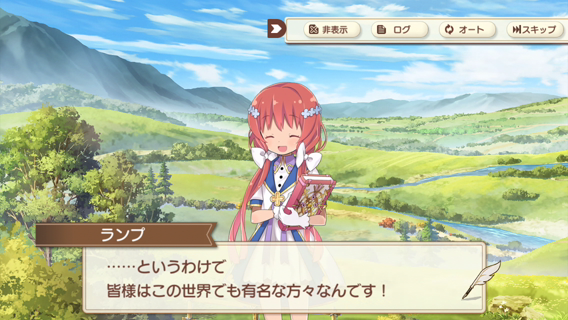 非表示
ログ
オート
スキップ
ランプ
……というわけで
皆様はこの世界でも有名な方々なんです！